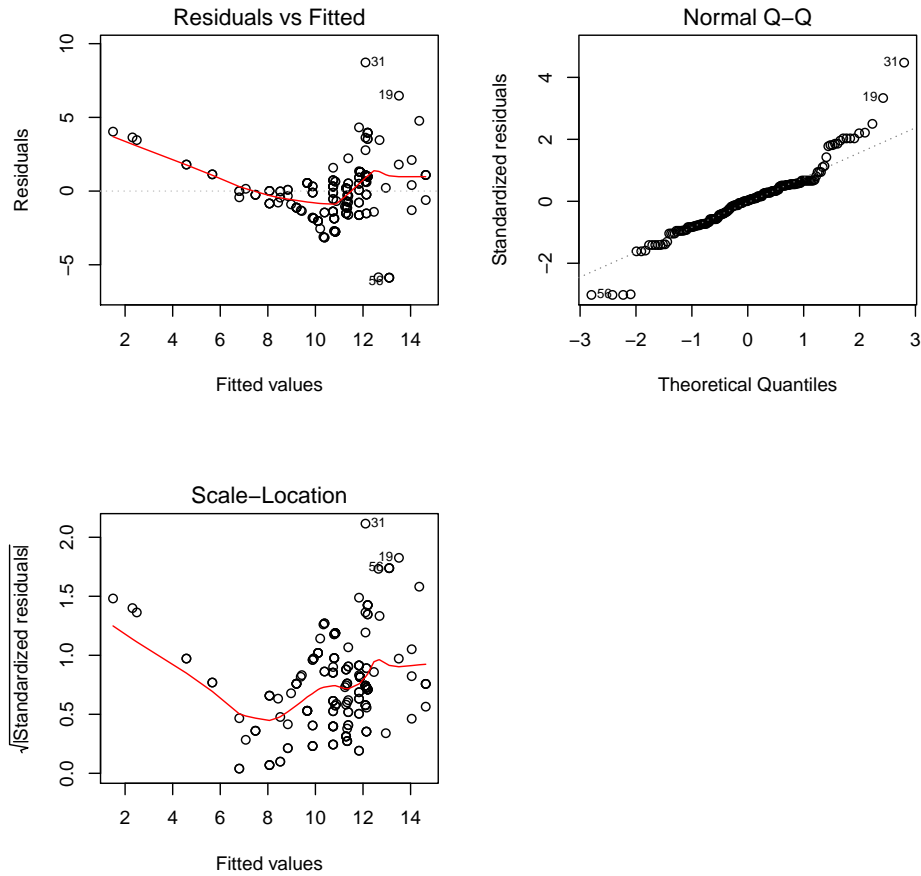 Residuals vs Fitted
10
5
0
−5
Residuals
31
19
56
2 4 6 8 10 12 14
Fitted values
Normal Q−Q
4
2
0
−2
Standardized residuals
31
19
56
−3 −2 −1 0 1 2 3
Theoretical Quantiles
Scale−Location
2.0
1.5
1.0
0.5
0.0
√|Standardized residuals|
31
19
56
2 4 6 8 10 12 14
Fitted values